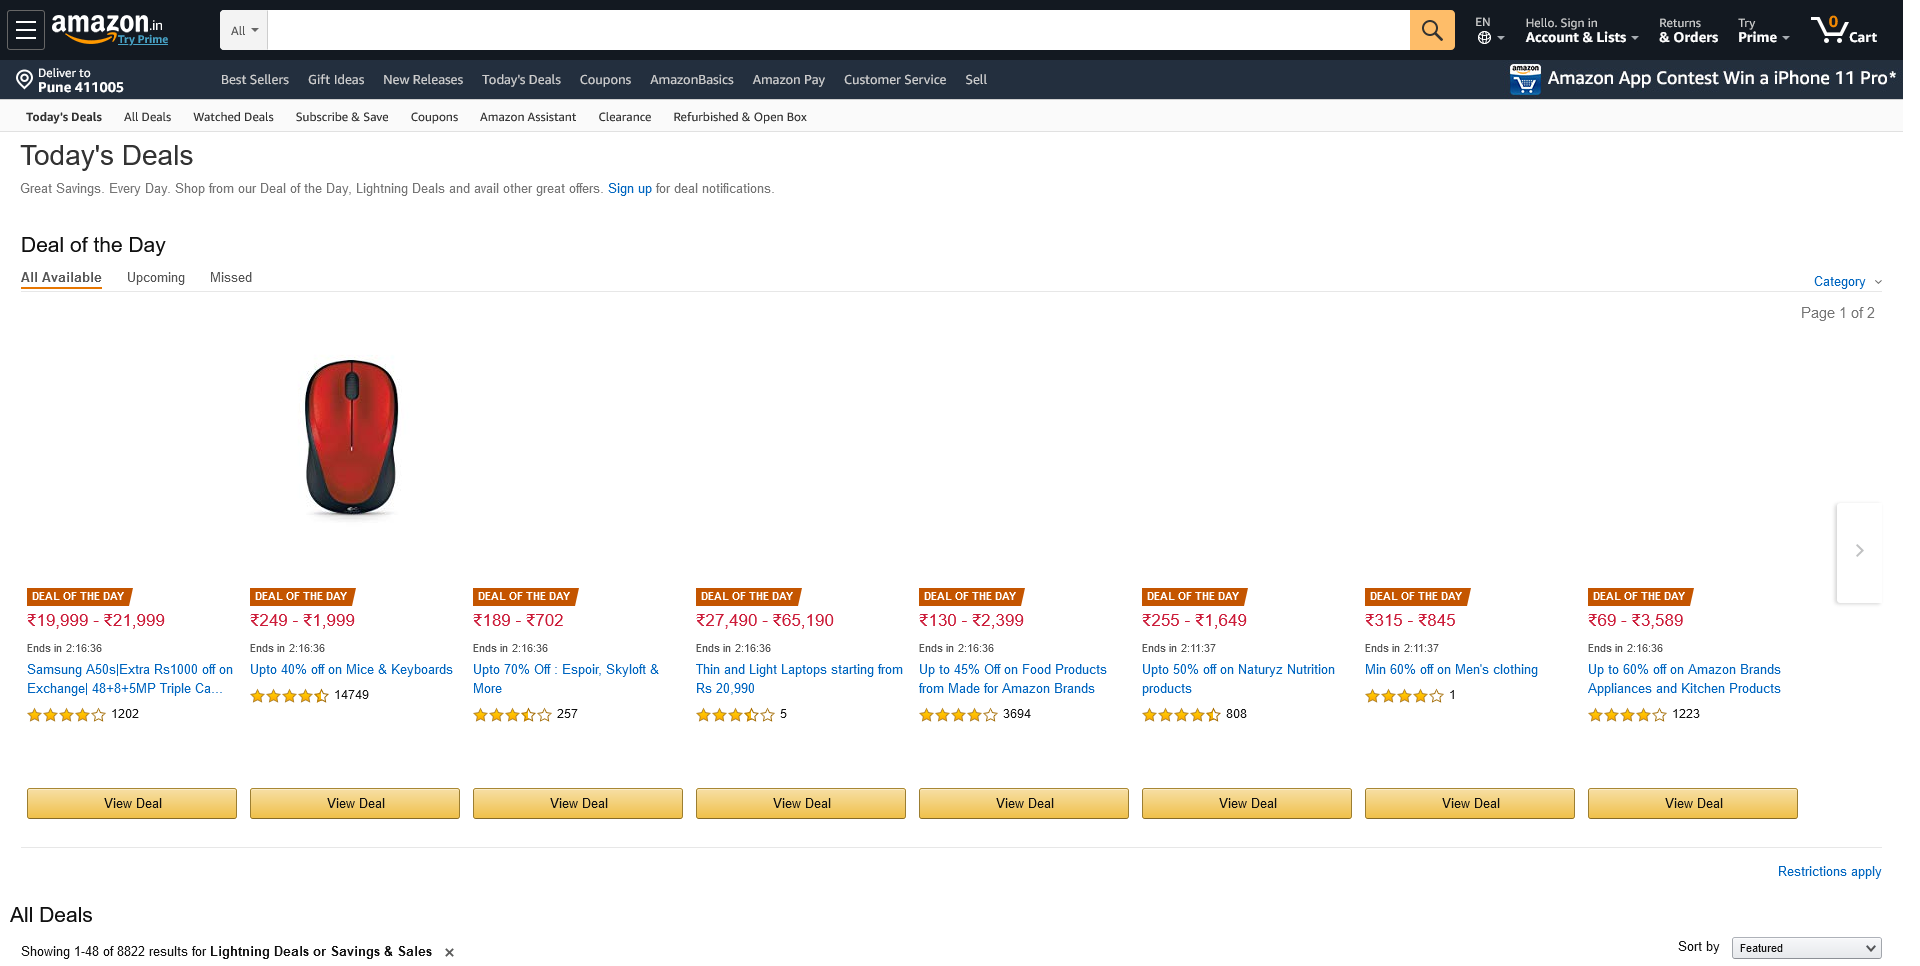 amazon.in
Try Prime
All
EN
Hello. Sign in
Account & Lists
Returns
& Orders
Try
Prime
0
Cart
Deliver to
Pune 411005
Best Sellers Gift Ideas New Releases Today's Deals Coupons AmazonBasics Amazon Pay Customer Service Sell
amazon
Amazon App Contest Win a iPhone 11 Pro*
Today's Deals All Deals Watched Deals Subscribe & Save Coupons Amazon Assistant Clearance Refurbished & Open Box
Today's Deals
Great Savings. Every Day. Shop from our Deal of the Day, Lightning Deals and avail other great offers. Sign up for deal notifications.
Deal of the Day
All Available Upcoming Missed
Category
Page 1 of 2
DEAL OF THE DAY
₹19,999 - ₹21,999
Ends in 2:16:36
Samsung A50s|Extra Rs1000 off on
Exchange| 48+8+5MP Triple Ca...
1202
View Deal
DEAL OF THE DAY
₹249 - ₹1,999
Ends in 2:16:36
Upto 40% off on Mice & Keyboards
14749
View Deal
DEAL OF THE DAY
₹189 - ₹702
Ends in 2:16:36
Upto 70% Off : Espoir, Skyloft &
More
257
View Deal
DEAL OF THE DAY
₹27,490 - ₹65,190
Ends in 2:16:36
Thin and Light Laptops starting from
Rs 20,990
5
View Deal
DEAL OF THE DAY
₹130 - ₹2,399
Ends in 2:16:36
Up to 45% Off on Food Products
from Made for Amazon Brands
3694
View Deal
DEAL OF THE DAY
₹255 - ₹1,649
Ends in 2:11:37
Upto 50% off on Naturyz Nutrition
products
808
View Deal
DEAL OF THE DAY
₹315 - ₹845
Ends in 2:11:37
Min 60% off on Men's clothing
1
View Deal
DEAL OF THE DAY
₹69 - ₹3,589
Ends in 2:16:36
Up to 60% off on Amazon Brands
Appliances and Kitchen Products
1223
View Deal
Restrictions apply
All Deals
Showing 1-48 of 8822 results for Lightning Deals or Savings & Sales
Sort by Featured